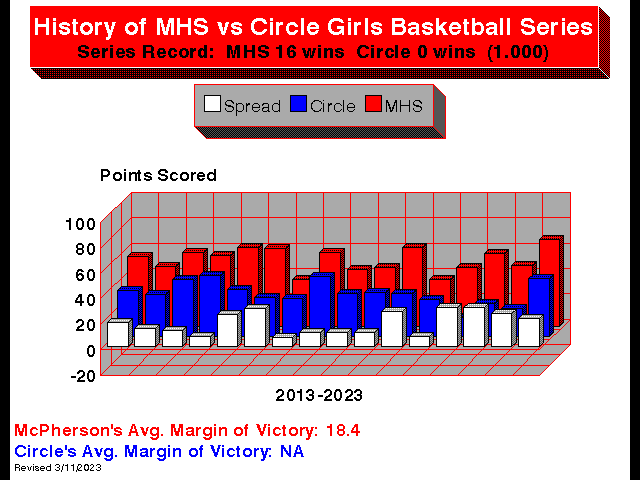 History of MHS vs Circle Girls Basketball Series
Series Record: MHS 16 wins Circle 0 wins (1.000)
Spread Circle MHS
Points Scored
100
80
60
40
20
0
-20
2013-2023
McPherson's Avg. Margin of Victory: 18.4
Circle's Avg. Margin of Victory: NA
Revised 3/11/2023